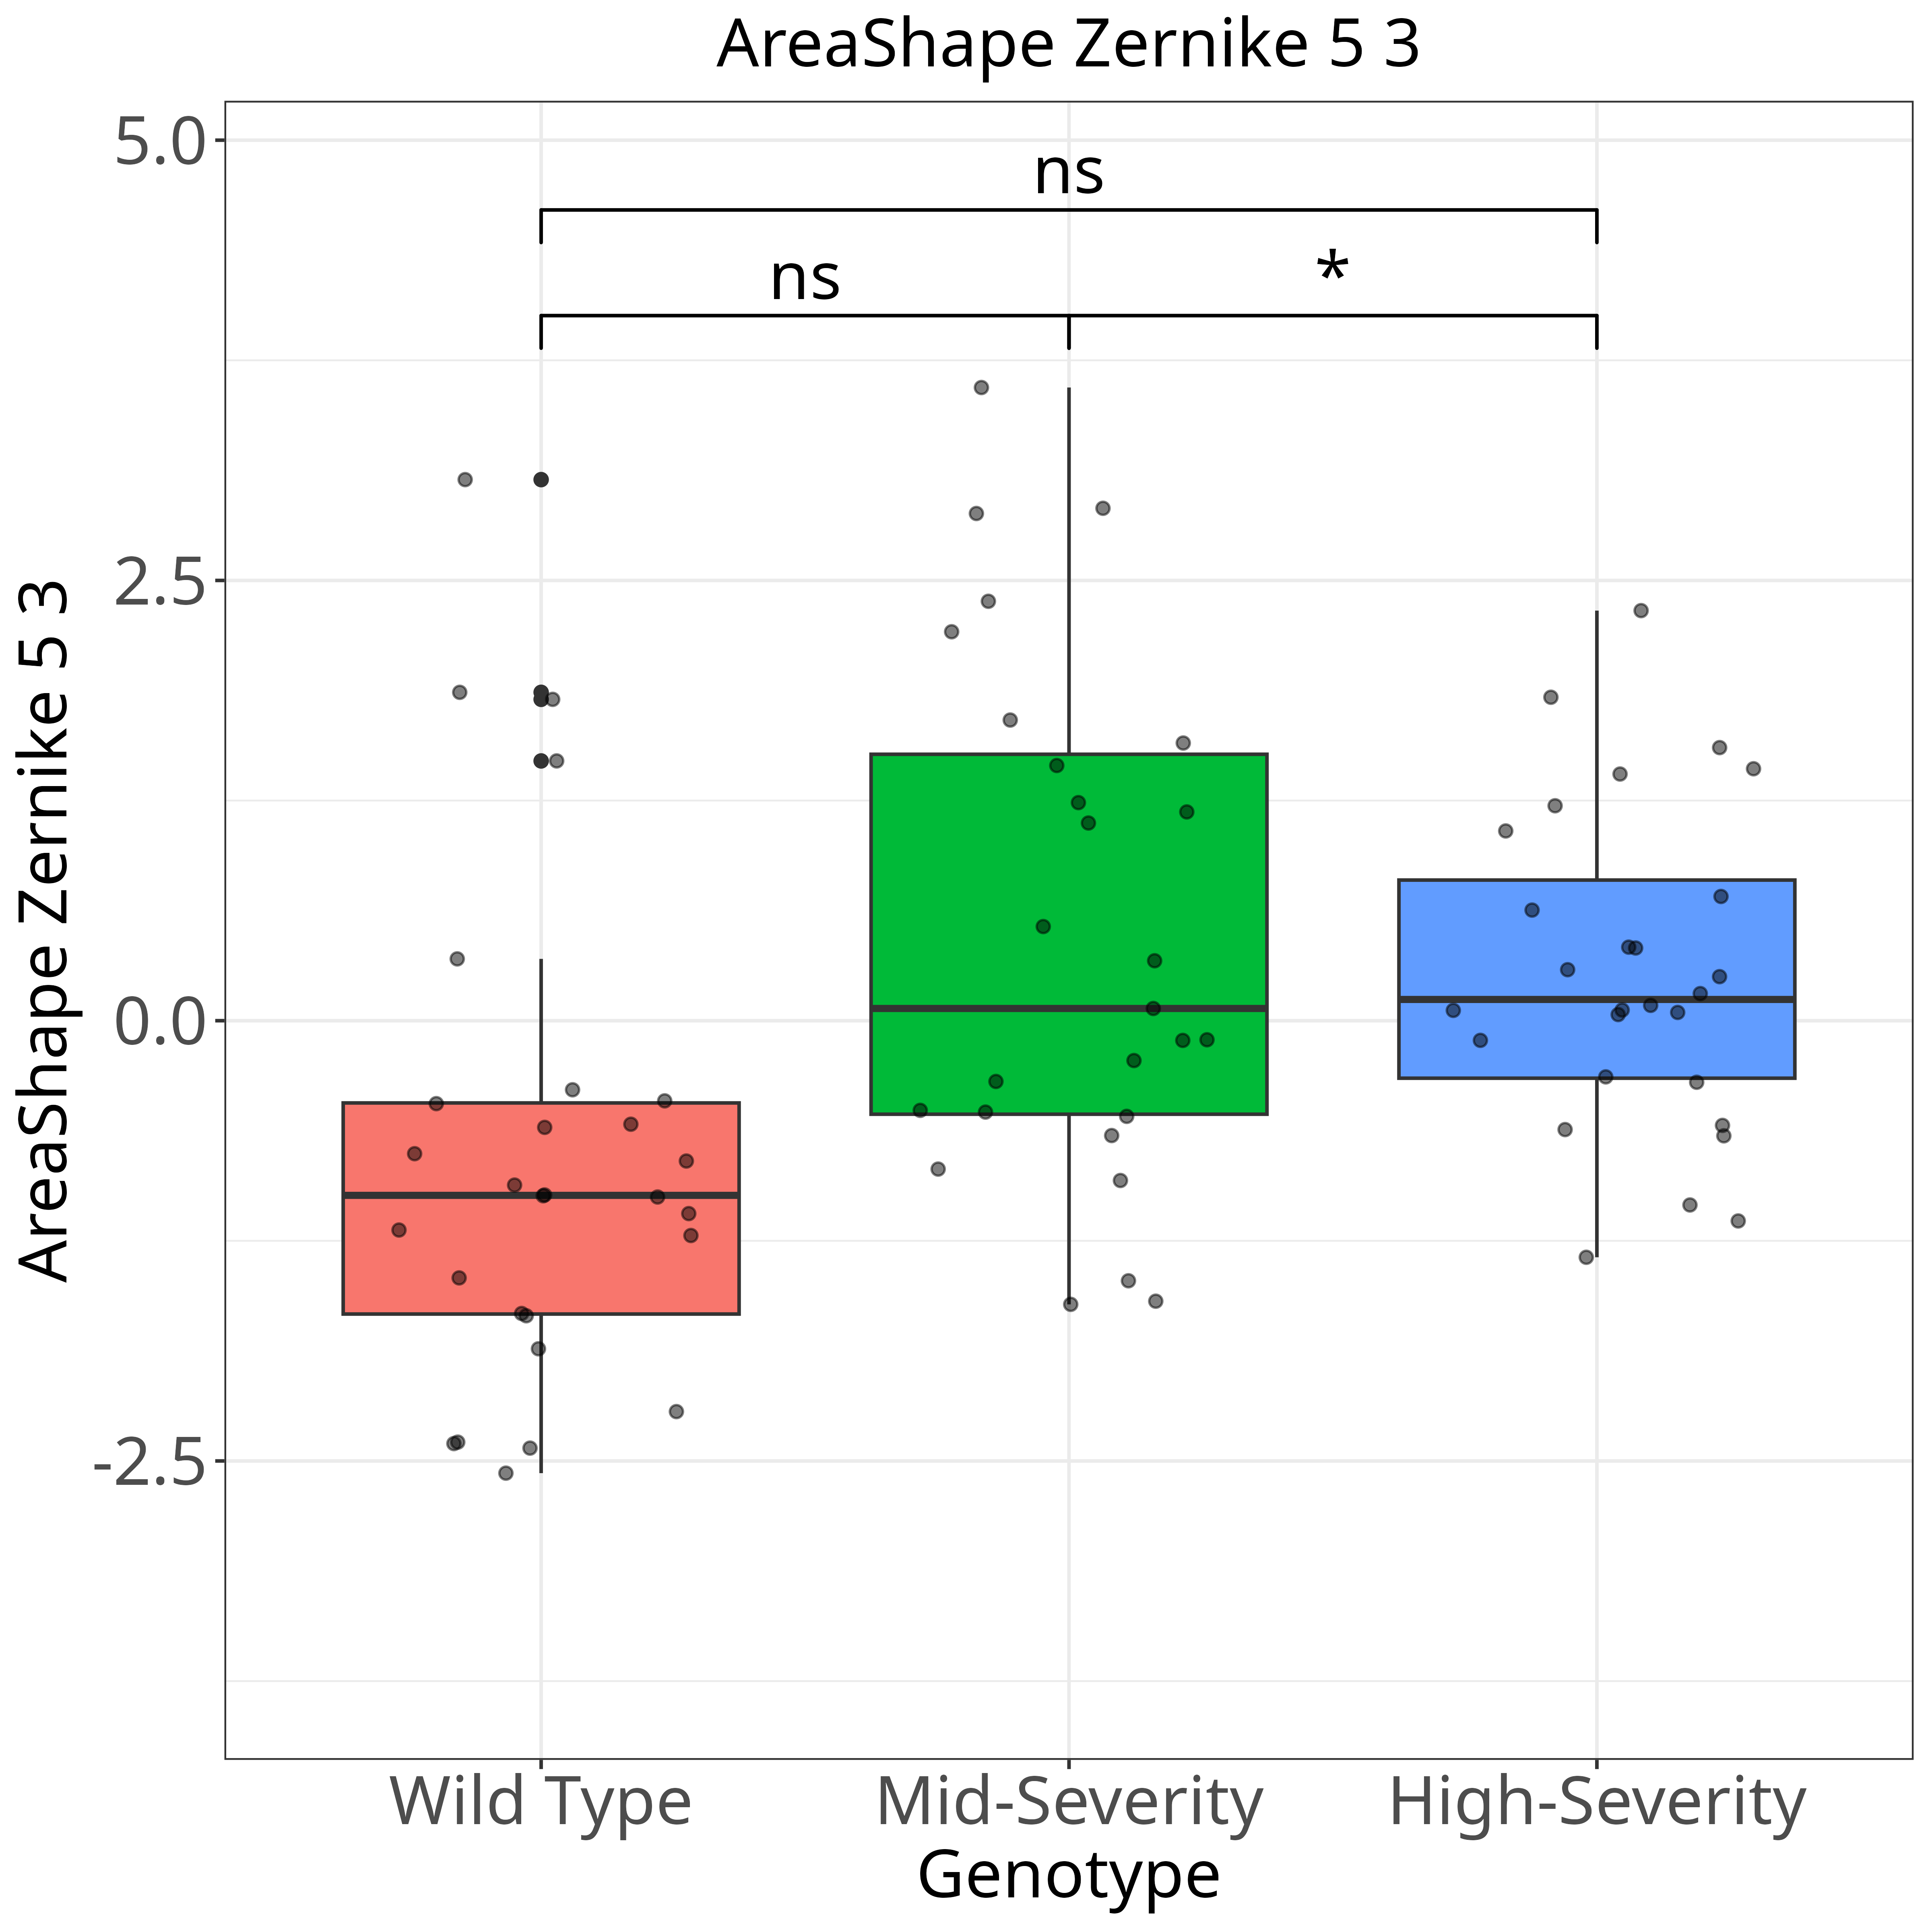 AreaShape Zernike 5 3
5.0
ns
ns
*
2.5
AreaShape Zernike 5 3
0.0
-2.5
Wild Type
Mid-Severity
High-Severity
Genotype